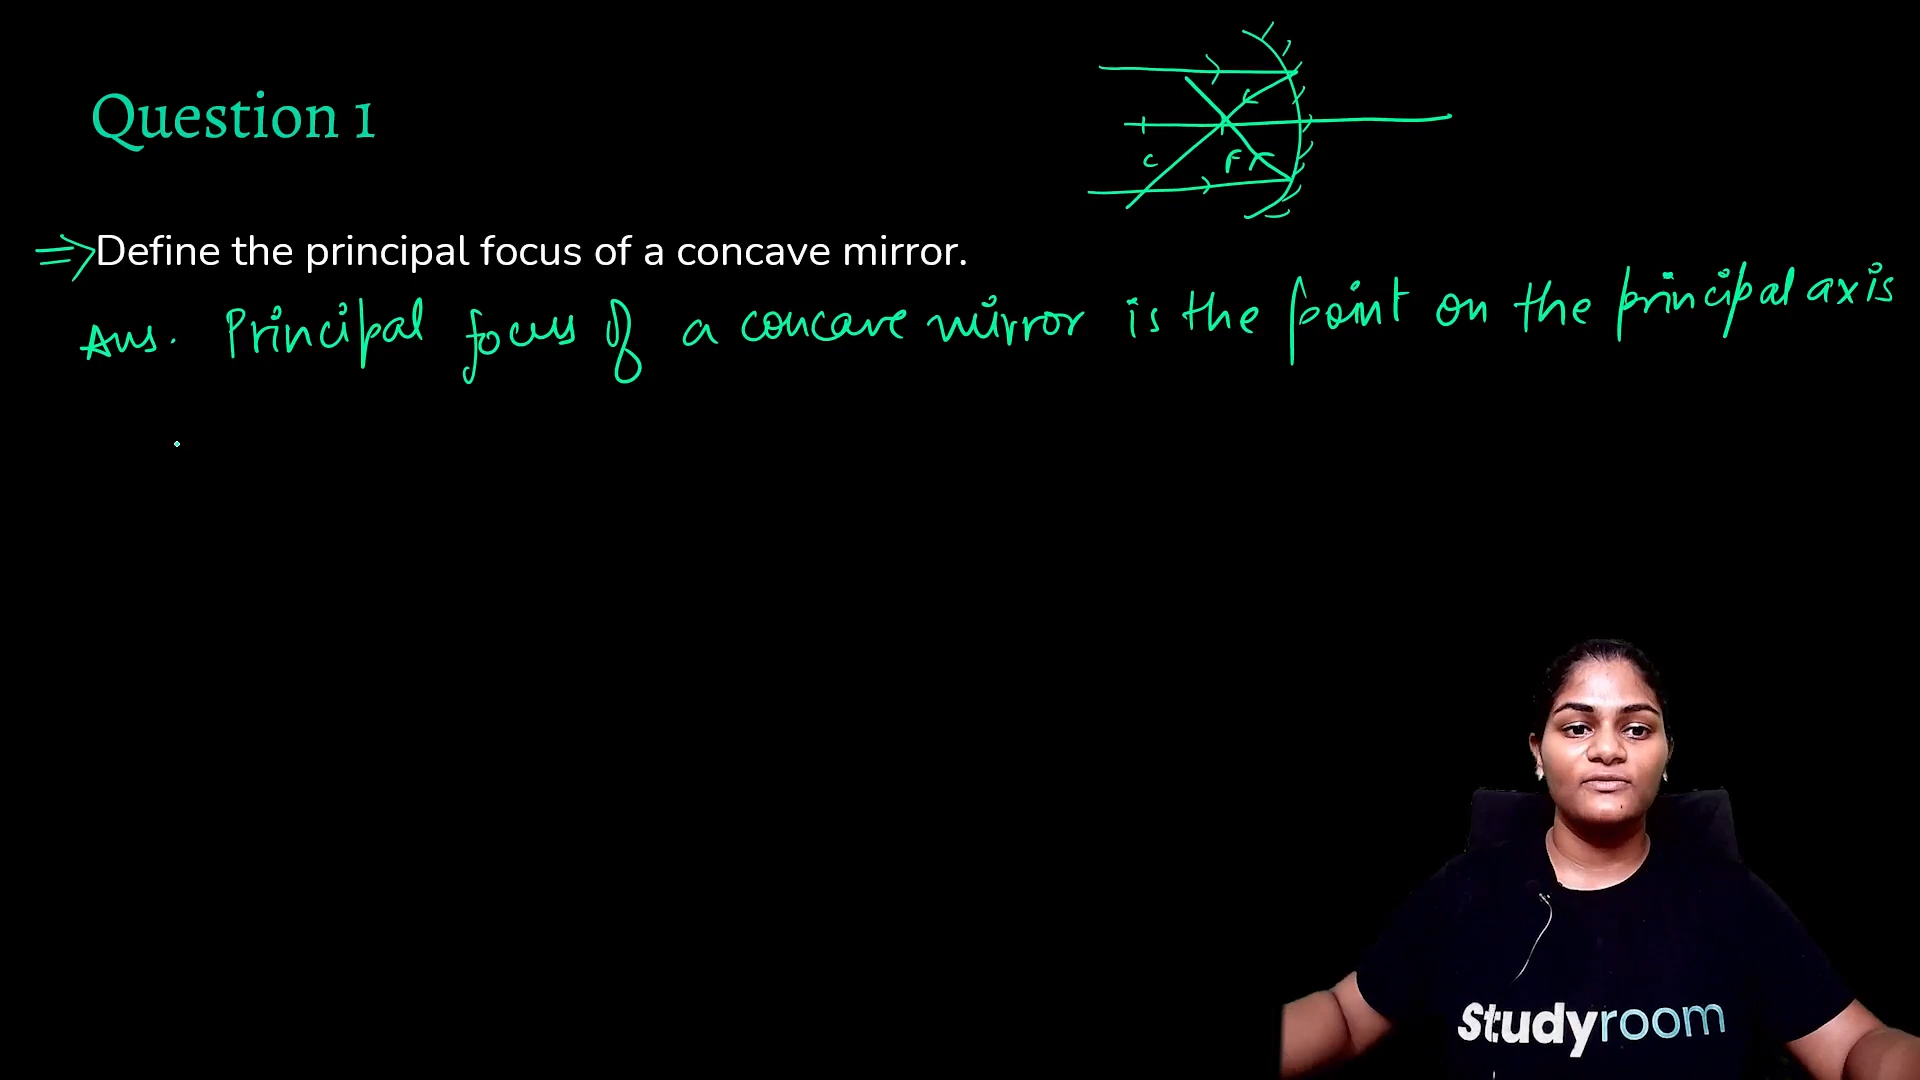 Question 1
C
F
⇒Define the principal focus of a concave mirror.
Ans. Principal focus of a concave mirror is the point on the principal axis
Studyroom